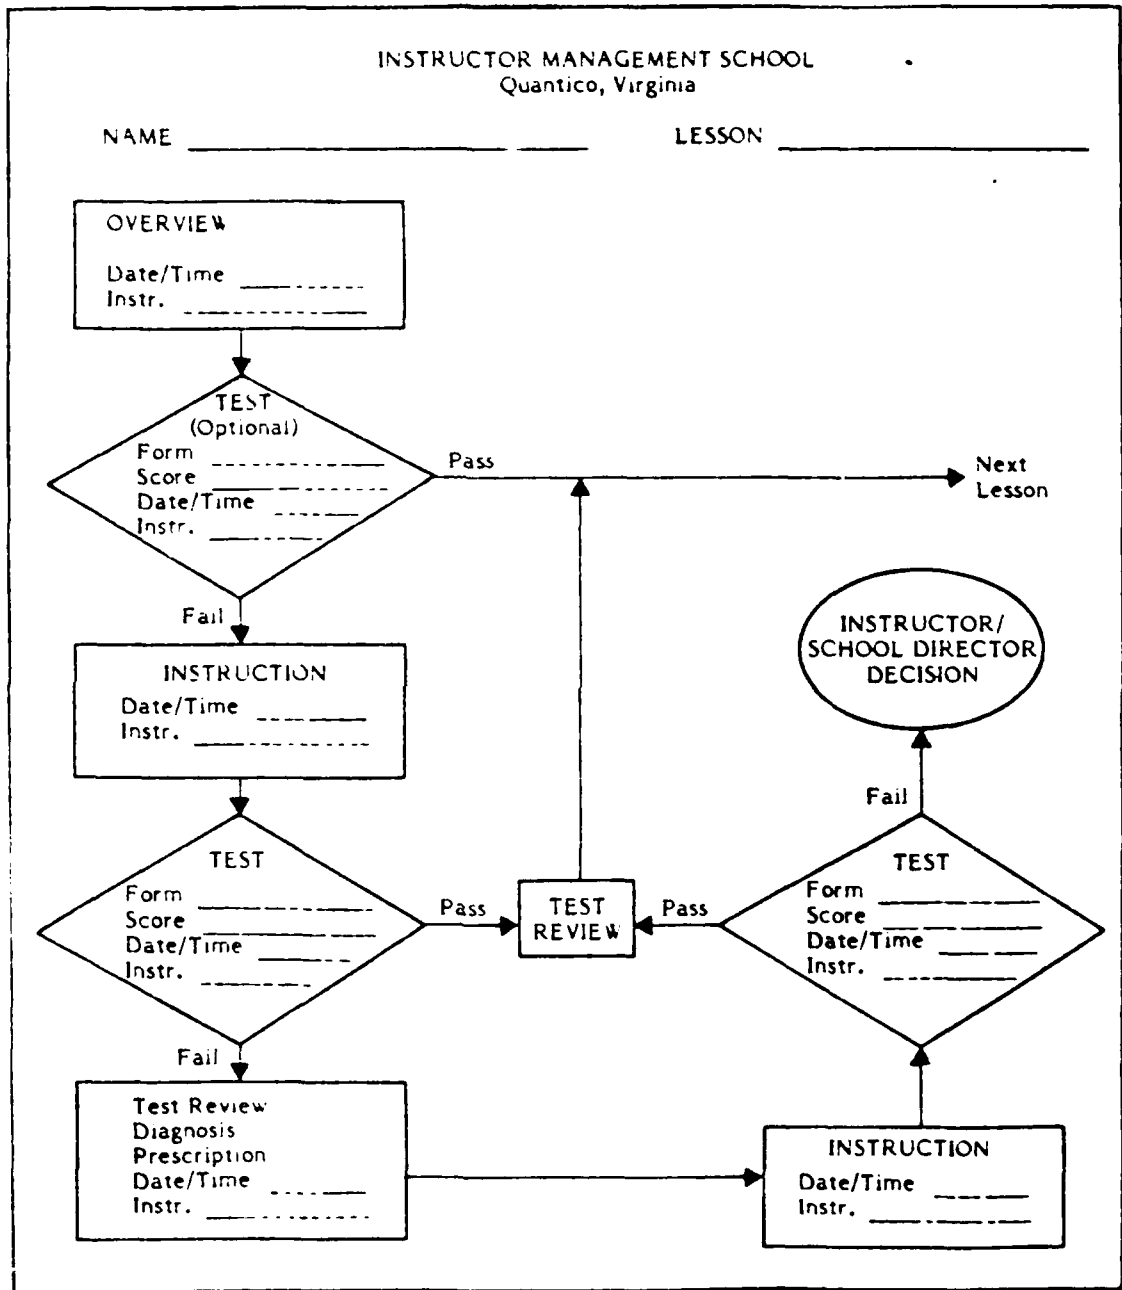 INSTRUCTOR MANAGEMENT SCHOOL
Quantico, Virginia
NAME LESSON
OVERVIEW
Date/Time
Instr.
TEST
(Optional)
Form
Score
Date/Time
Instr.
Pass
Next
Lesson
Fail
INSTRUCTION
Date/Time
Instr.
INSTRUCTOR/
SCHOOL DIRECTOR
DECISION
Fail
TEST
Form
Score
Date/Time
Instr.
Pass
TEST
REVIEW
Pass
TEST
Form
Score
Date/Time
Instr.
Fail
Test Review
Diagnosis
Prescription
Date/Time
Instr.
INSTRUCTION
Date/Time
Instr.